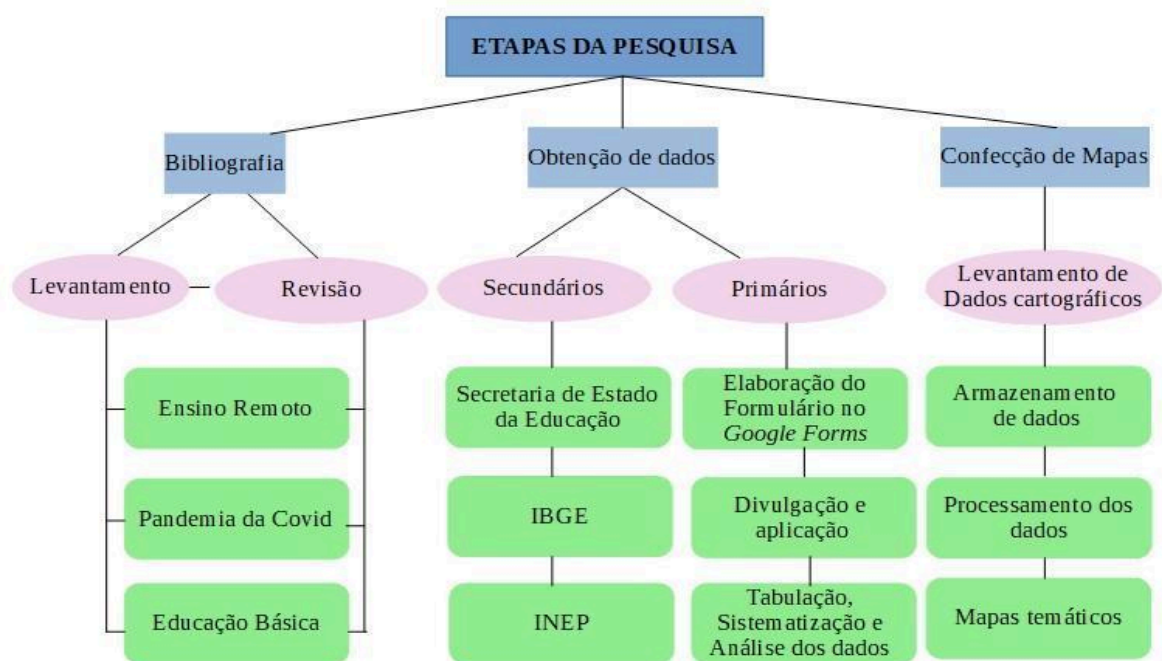 ETAPAS DA PESQUISA
Bibliografia
Obtenção de dados
Confecção de Mapas
Levantamento
Revisão
Secundários
Primários
Levantamento de
Dados cartográficos
Ensino Remoto
Pandemia da Covid
Educação Básica
Secretaria de Estado
da Educação
IBGE
INEP
Elaboração do
Formulário no
Google Forms
Divulgação e
aplicação
Tabulação,
Sistematização e
Análise dos dados
Armazenamento
de dados
Processamento dos
dados
Mapas temáticos